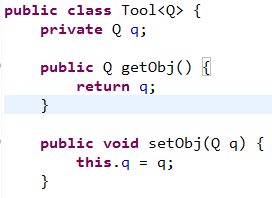 public class Tool<Q> {
    private Q q;
    public Q getObj() {
        return q;
    }
    public void setObj(Q q) {
        this.q = q;
    }